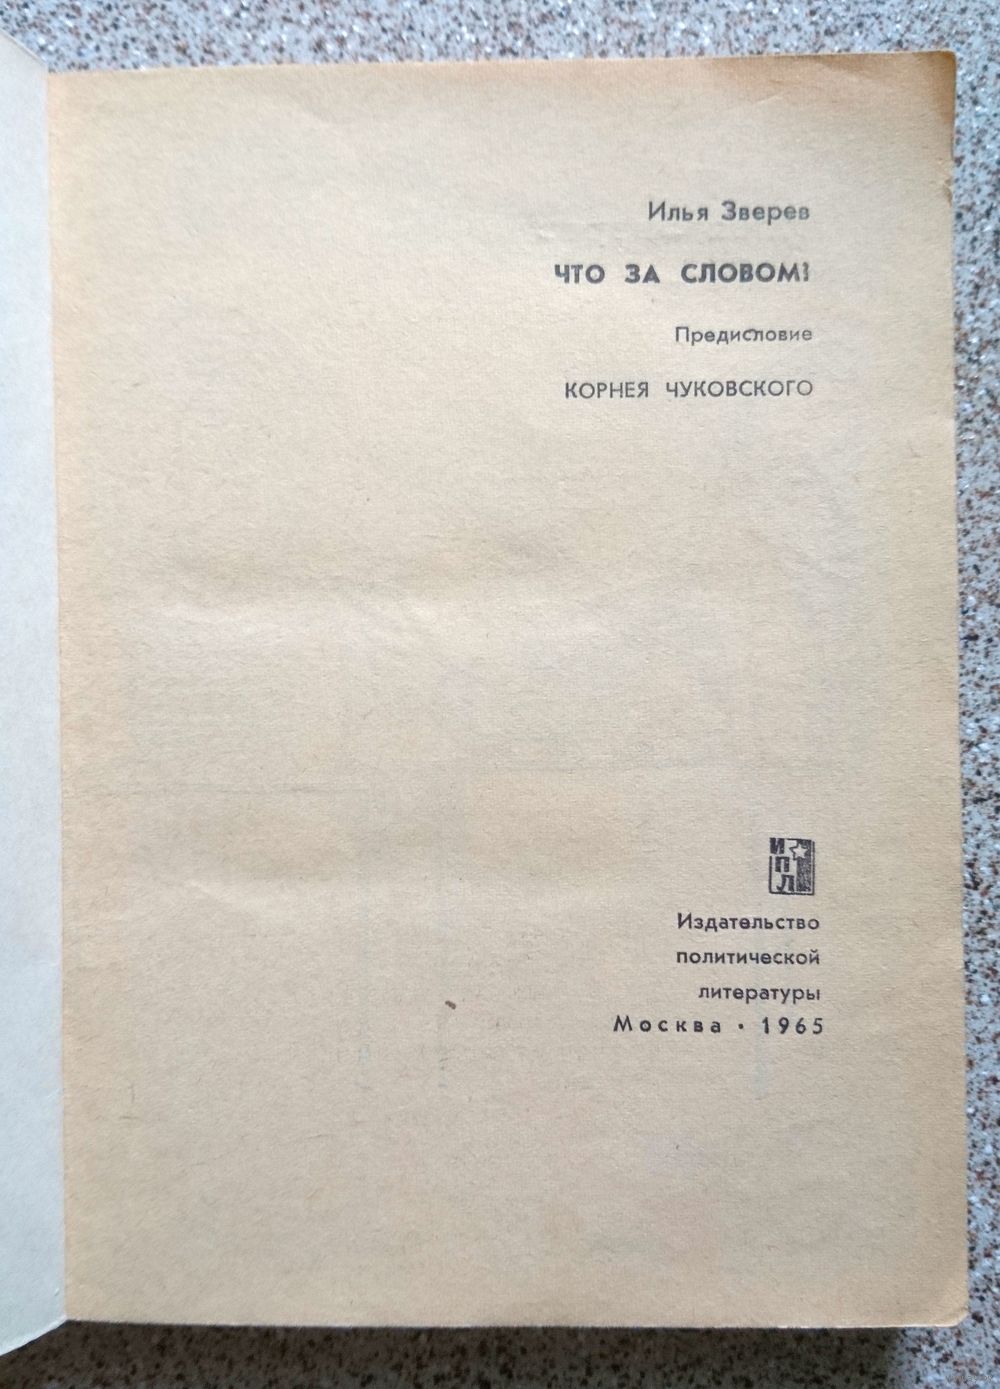 Илья Зверев
ЧТО ЗА СЛОВОМ?
Предисловие
КОРНЕЯ ЧУКОВСКОГО
ИПЛ
Издательство
политической
литературы
Москва · 1965